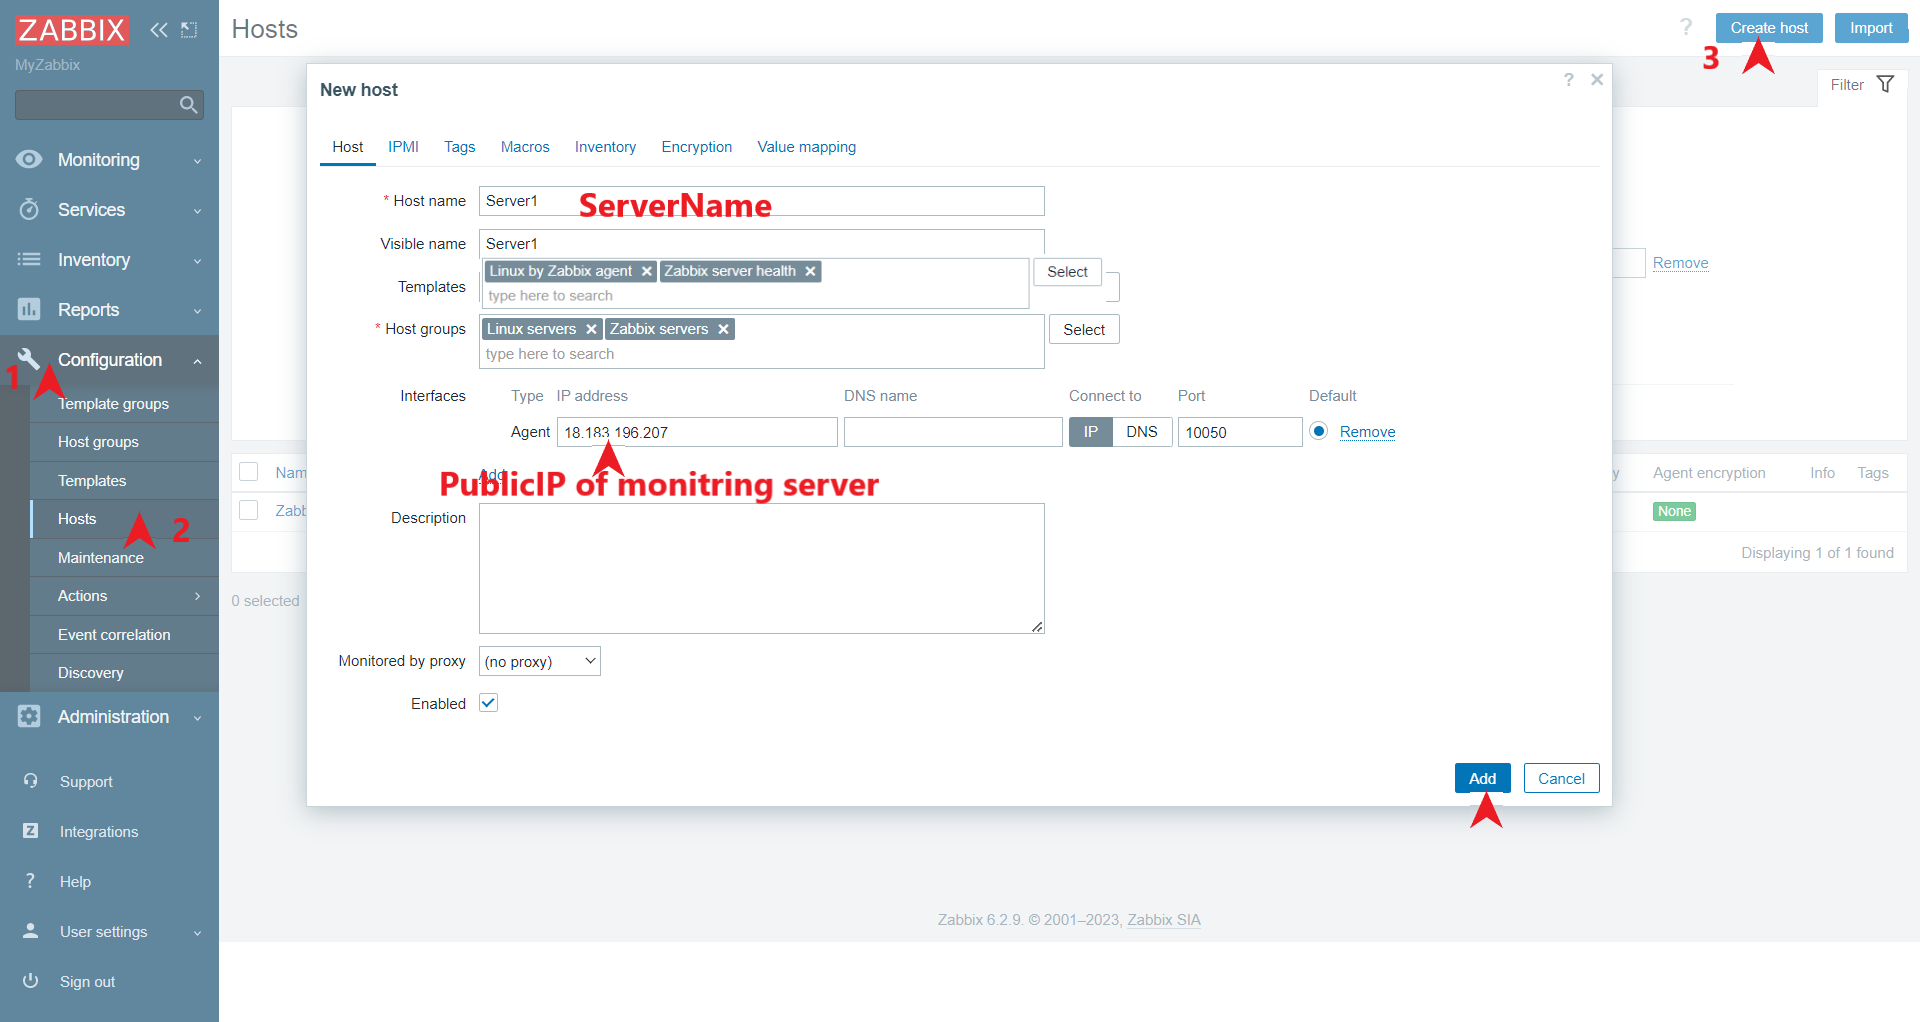 ZABBIX
MyZabbix
Monitoring
Services
Inventory
Reports
1 Configuration
Template groups
Host groups
Templates
Hosts 2
Maintenance
Actions
Event correlation
Discovery
Administration
Support
Integrations
? Help
User settings
Sign out
Hosts
? Create host Import
3
Filter
New host
?
Host IPMI Tags Macros Inventory Encryption Value mapping
* Host name Server1 ServerName
Visible name Server1
Templates Linux by Zabbix agent Zabbix server health Select
type here to search
* Host groups Linux servers Zabbix servers Select
type here to search
Interfaces Type IP address DNS name Connect to Port Default
Agent 18.183.196.207 IP DNS 10050 Remove
Add
PublicIP of monitring server
Description
Monitored by proxy (no proxy)
Enabled
Add Cancel
Remove
Nam y Agent encryption Info Tags
Zabb None
Displaying 1 of 1 found
0 selected
Zabbix 6.2.9. © 2001–2023, Zabbix SIA